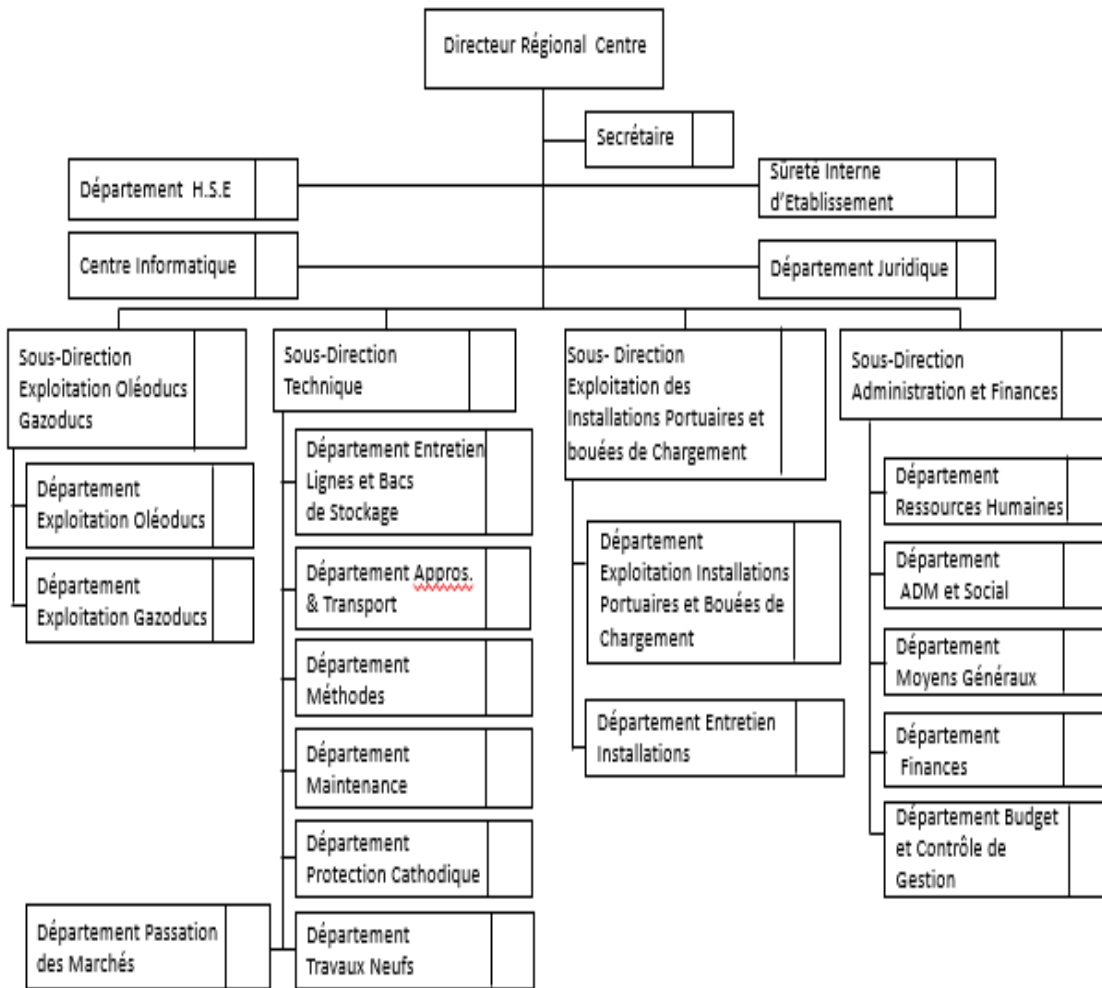 Directeur Régional Centre
Secrétaire
Département H.S.E
Sûreté Interne
d'Etablissement
Centre Informatique
Département Juridique
Sous-Direction
Exploitation Oléoducs
Gazoducs
Département
Exploitation Oléoducs
Département
Exploitation Gazoducs
Sous-Direction
Technique
Département Entretien
Lignes et Bacs
de Stockage
Département Appros.
& Transport
Département
Méthodes
Département
Maintenance
Département
Protection Cathodique
Département Passation
des Marchés
Département
Travaux Neufs
Sous- Direction
Exploitation des
Installations Portuaires et
bouées de Chargement
Département
Exploitation Installations
Portuaires et Bouées de
Chargement
Département Entretien
Installations
Sous-Direction
Administration et Finances
Département
Ressources Humaines
Département
ADM et Social
Département
Moyens Généraux
Département
Finances
Département Budget
et Contrôle de
Gestion